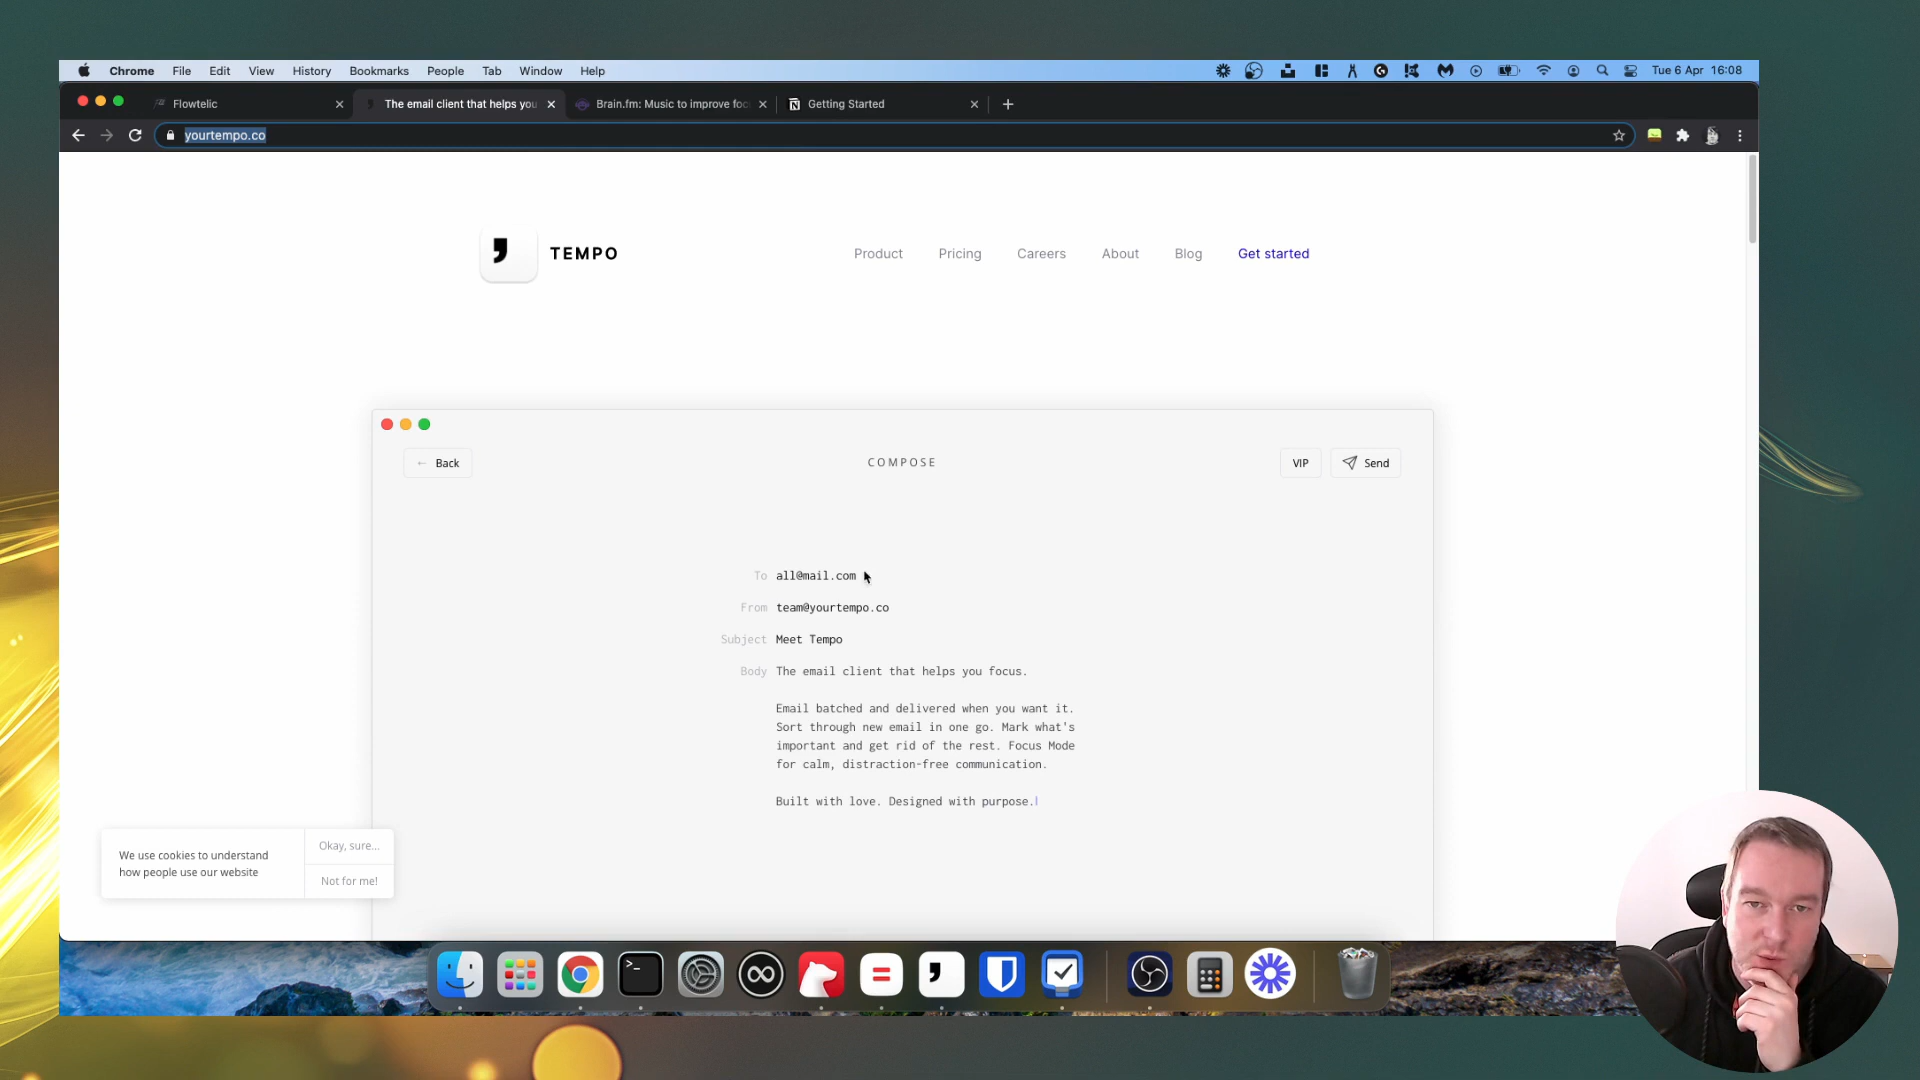 Chrome File Edit View History Bookmarks People Tab Window Help Tue 6 Apr 16:08
Flowtelic The email client that helps you Brain.fm: Music to improve foc Getting Started
yourtempo.co
TEMPO Product Pricing Careers About Blog Get started
← Back COMPOSE VIP Send
To all@mail.com
From team@yourtempo.co
Subject Meet Tempo
Body The email client that helps you focus.
Email batched and delivered when you want it.
Sort through new email in one go. Mark what's
important and get rid of the rest. Focus Mode
for calm, distraction-free communication.
Built with love. Designed with purpose.
We use cookies to understand
how people use our website
Okay, sure...
Not for me!